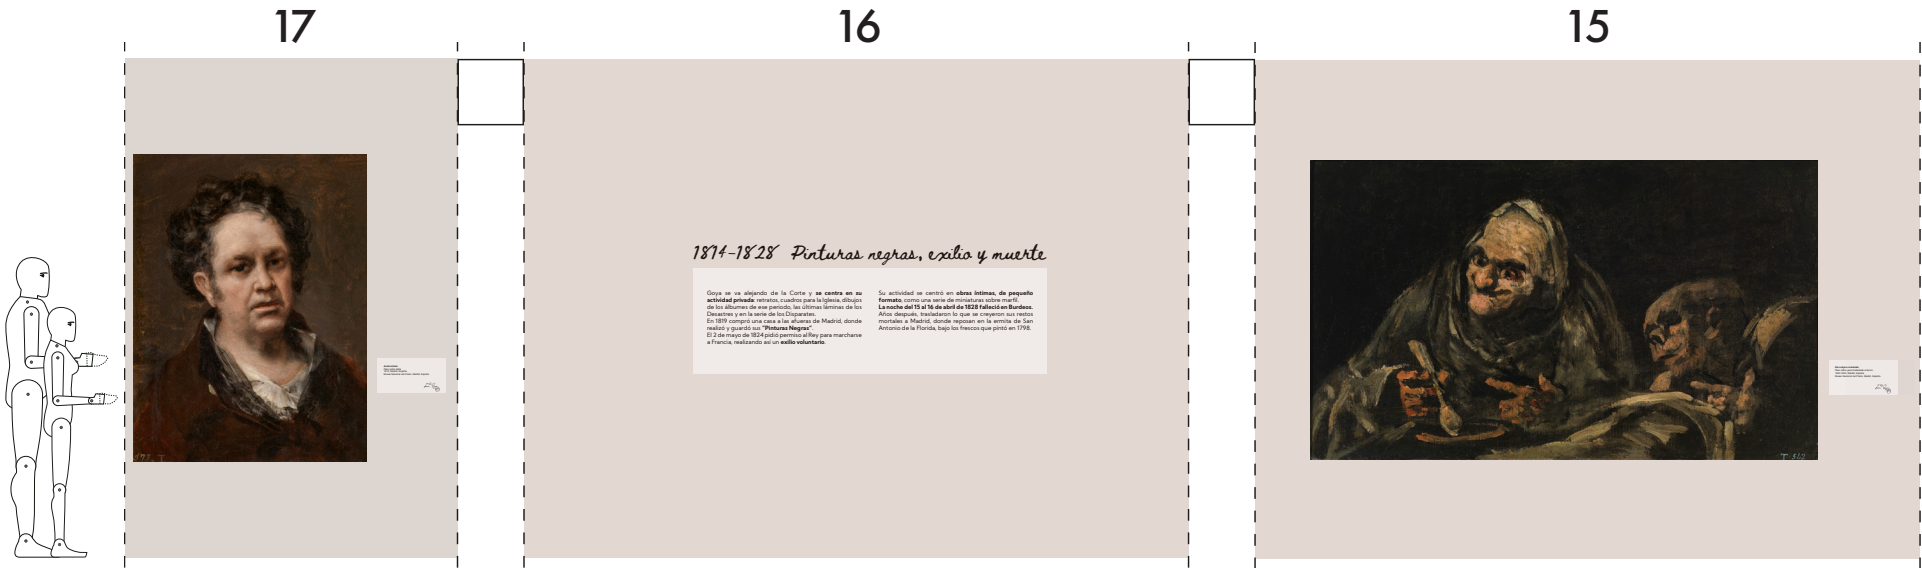 17
16
15
1814-1828 Pinturas negras, exilio y muerte
Goya se va alejando de la Corte y se centra en su
actividad privada: retratos, cuadros para la Iglesia, dibujos
de los álbumes de ese periodo, las últimas láminas de los
Desastres y en la serie de los Disparates.
En 1819 compró una casa a las afueras de Madrid, donde
realizó y guardó sus "Pinturas Negras".
El 2 de mayo de 1824 pidió permiso al Rey para marcharse
a Francia, realizando así un exilio voluntario.
Su actividad se centró en obras íntimas, de pequeño
formato, como una serie de miniaturas sobre marfil.
La noche del 15 al 16 de abril de 1828 falleció en Burdeos.
Años después, trasladaron lo que se creyeron sus restos
mortales a Madrid, donde reposan en la ermita de San
Antonio de la Florida, bajo los frescos que pintó en 1798.